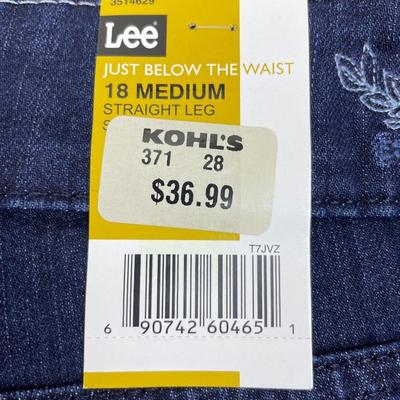 3514629
Lee
JUST BELOW THE WAIST
18 MEDIUM
STRAIGHT LEG
KOHL'S
371 28
$36.99
T7JVZ
6 90742 60465 1